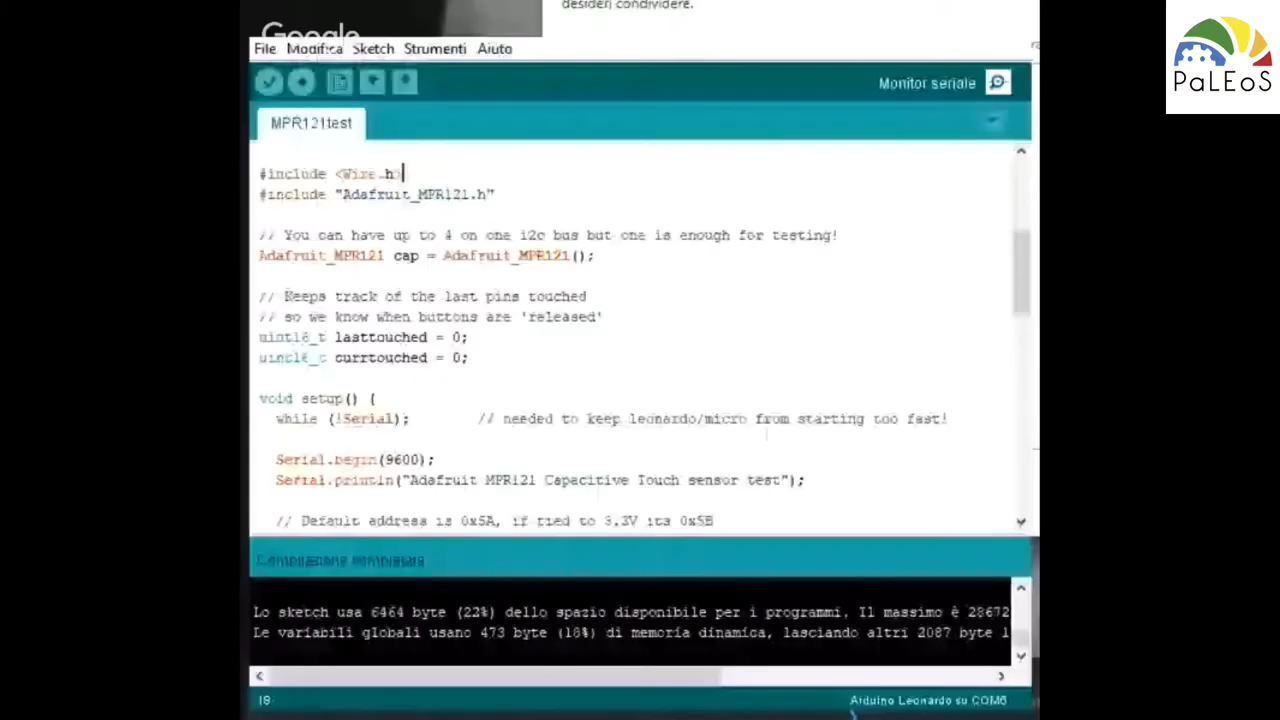 desideri condividere.
Google
File Modifica Sketch Strumenti Aiuto
Monitor seriale
PaLEoS
MPR121test
#include <Wire.h>
#include "Adafruit_MPR121.h"
// You can have up to 4 on one i2c bus but one is enough for testing!
Adafruit_MPR121 cap = Adafruit_MPR121();
// Keeps track of the last pins touched
// so we know when buttons are 'released'
uint16_t lasttouched = 0;
uint16_t currtouched = 0;
void setup() {
while (!Serial); // needed to keep leonardo/micro from starting too fast!
Serial.begin(9600);
Serial.println("Adafruit MPR121 Capacitive Touch sensor test");
// Default address is 0x5A, if tied to 3.3V its 0x5B
Compilazione completata
Lo sketch usa 6464 byte (22%) dello spazio disponibile per i programmi. Il massimo è 28672
Le variabili globali usano 473 byte (18%) di memoria dinamica, lasciando altri 2087 byte l
18
Arduino Leonardo su COM6